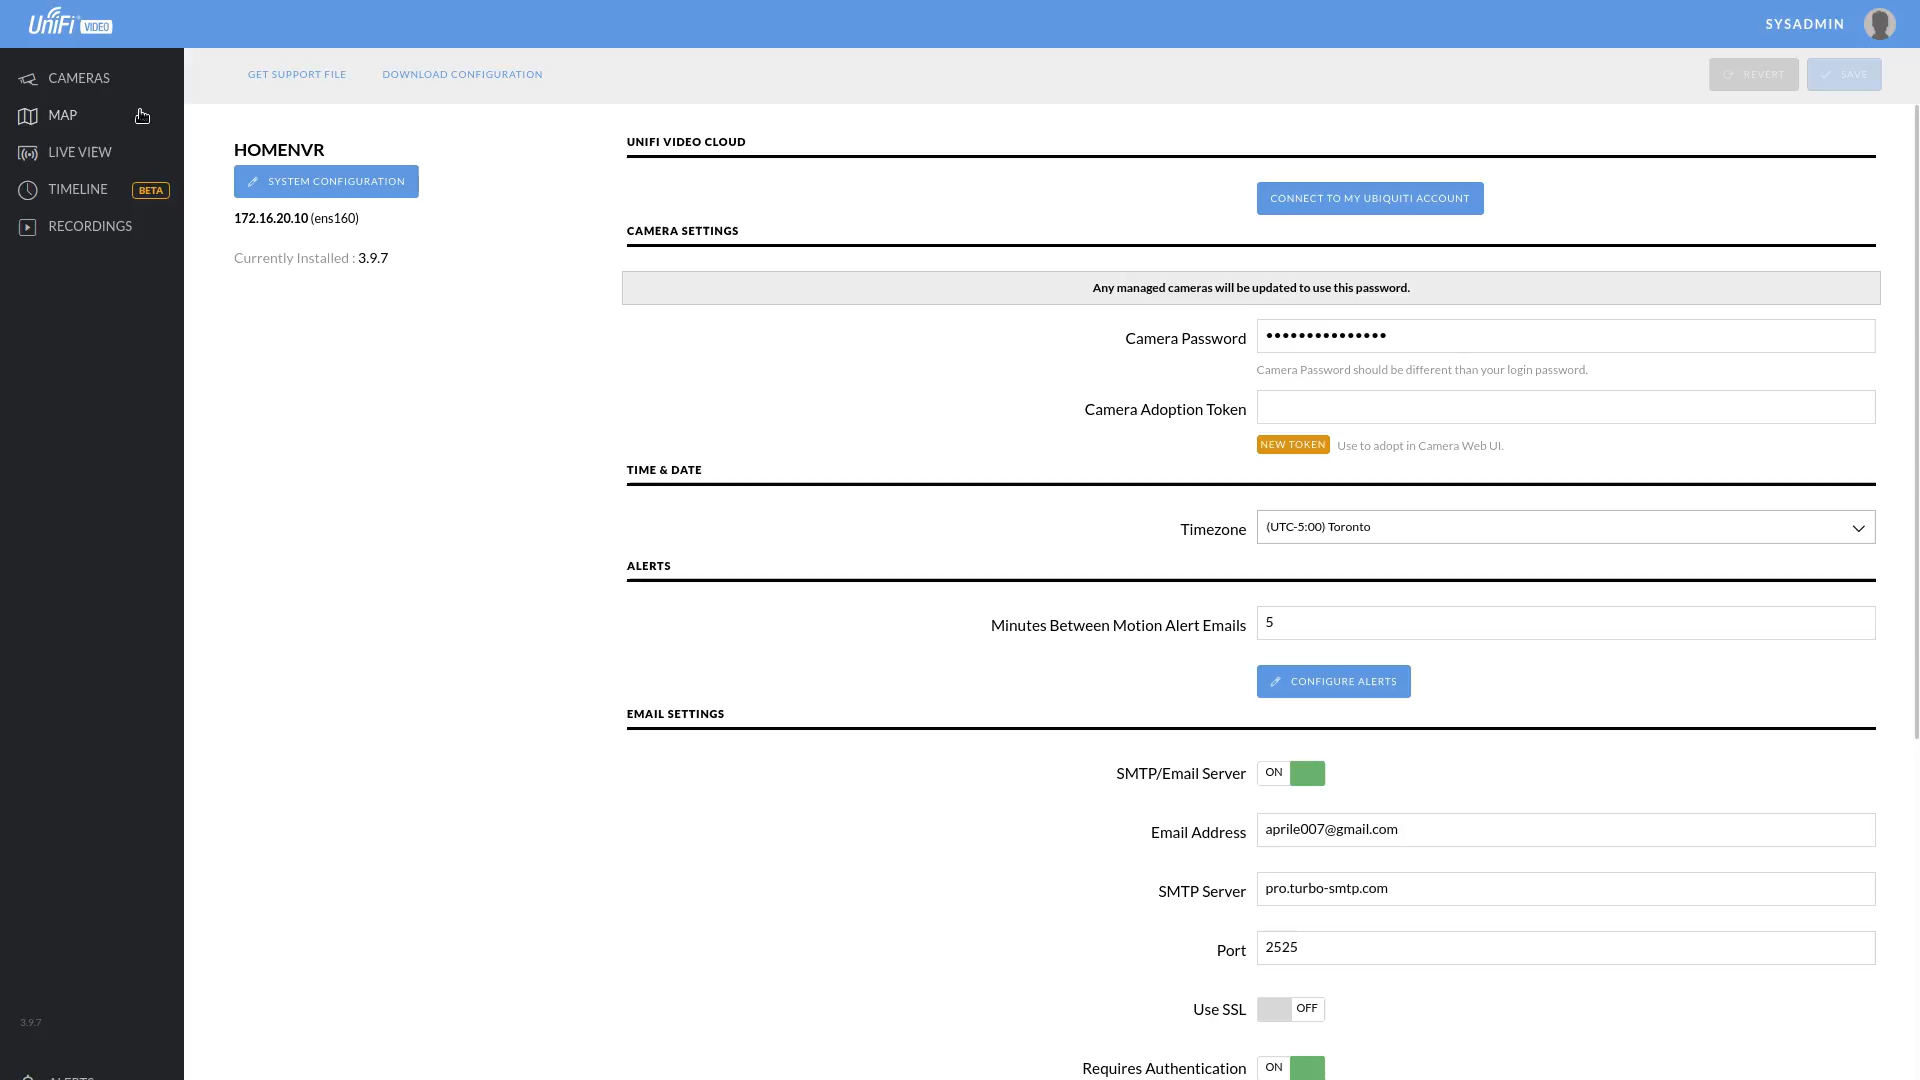 UniFi VIDEO
SYSADMIN
CAMERAS
MAP
LIVE VIEW
TIMELINE BETA
RECORDINGS
3.9.7
ALERTS
GET SUPPORT FILE DOWNLOAD CONFIGURATION
REVERT SAVE
HOMENVR
SYSTEM CONFIGURATION
172.16.20.10 (ens160)
Currently Installed : 3.9.7
UNIFI VIDEO CLOUD
CONNECT TO MY UBIQUITI ACCOUNT
CAMERA SETTINGS
Any managed cameras will be updated to use this password.
Camera Password •••••••••••••••
Camera Password should be different than your login password.
Camera Adoption Token
NEW TOKEN Use to adopt in Camera Web UI.
TIME & DATE
Timezone (UTC-5:00) Toronto
ALERTS
Minutes Between Motion Alert Emails 5
CONFIGURE ALERTS
EMAIL SETTINGS
SMTP/Email Server ON
Email Address aprile007@gmail.com
SMTP Server pro.turbo-smtp.com
Port 2525
Use SSL OFF
Requires Authentication ON